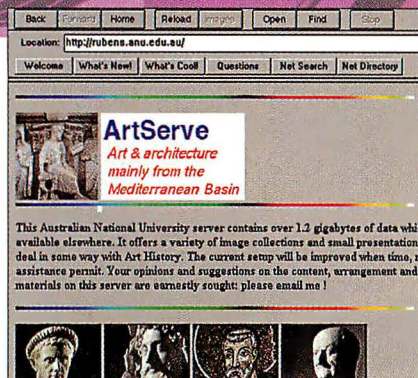 Back Forward Home Reload Images Open Find Stop
Location: http://rubens.anu.edu.au/
Welcome What's New! What's Cool! Questions Net Search Net Directory
ArtServe
Art & architecture
mainly from the
Mediterranean Basin
This Australian National University server contains over 1.2 gigabytes of data whi
available elsewhere. It offers a variety of image collections and small presentation
deal in some way with Art History. The current setup will be improved when time,
assistance permit. Your opinions and suggestions on the content, arrangement and
materials on this server are earnestly sought: please email me !